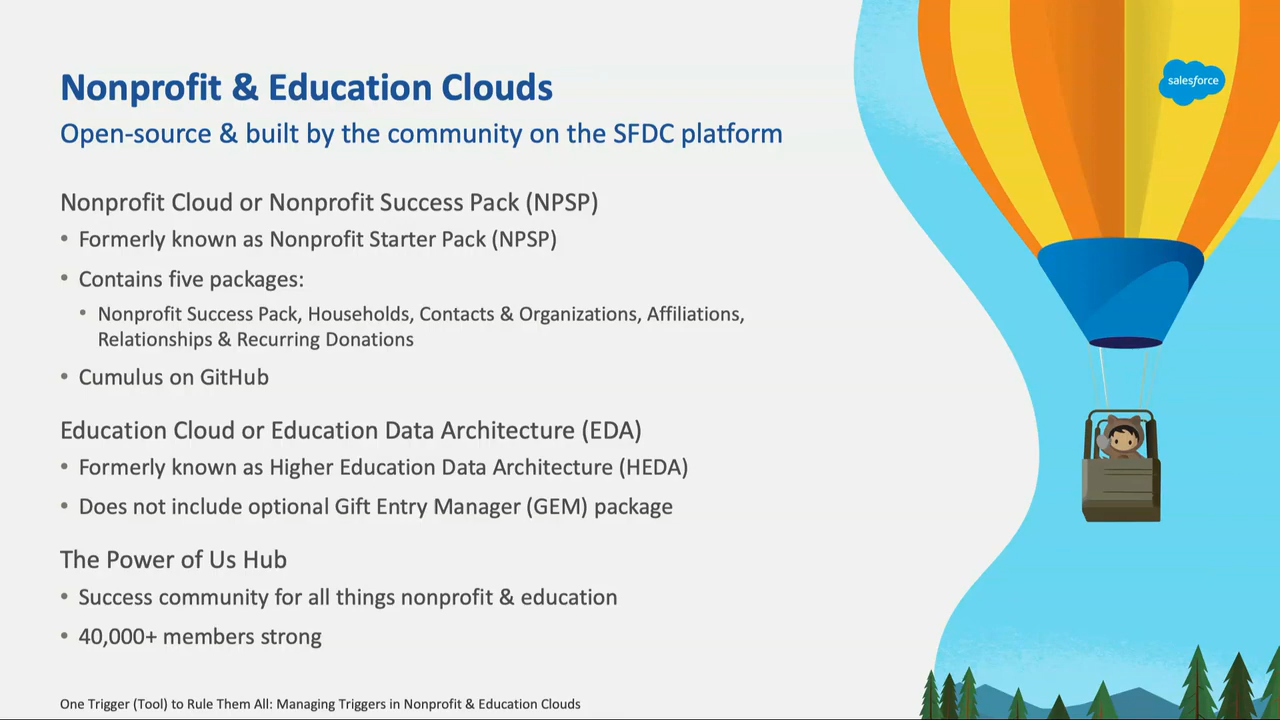 Nonprofit & Education Clouds
Open-source & built by the community on the SFDC platform
Nonprofit Cloud or Nonprofit Success Pack (NPSP)
• Formerly known as Nonprofit Starter Pack (NPSP)
• Contains five packages:
• Nonprofit Success Pack, Households, Contacts & Organizations, Affiliations,
Relationships & Recurring Donations
• Cumulus on GitHub
Education Cloud or Education Data Architecture (EDA)
• Formerly known as Higher Education Data Architecture (HEDA)
• Does not include optional Gift Entry Manager (GEM) package
The Power of Us Hub
• Success community for all things nonprofit & education
• 40,000+ members strong
One Trigger (Tool) to Rule Them All: Managing Triggers in Nonprofit & Education Clouds
salesforce